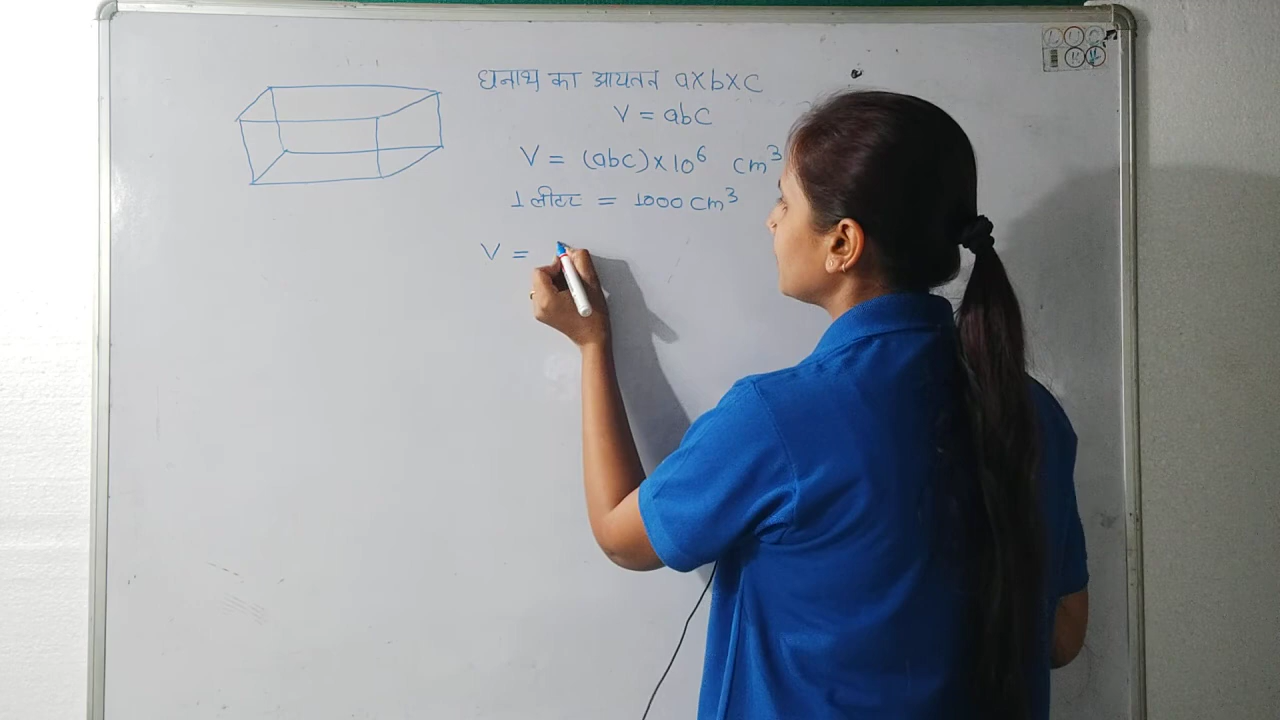 घनाभ का आयतन a×b×c
V = abc
V = (abc)×10⁶ cm³
1 लीटर = 1000 cm³
V =